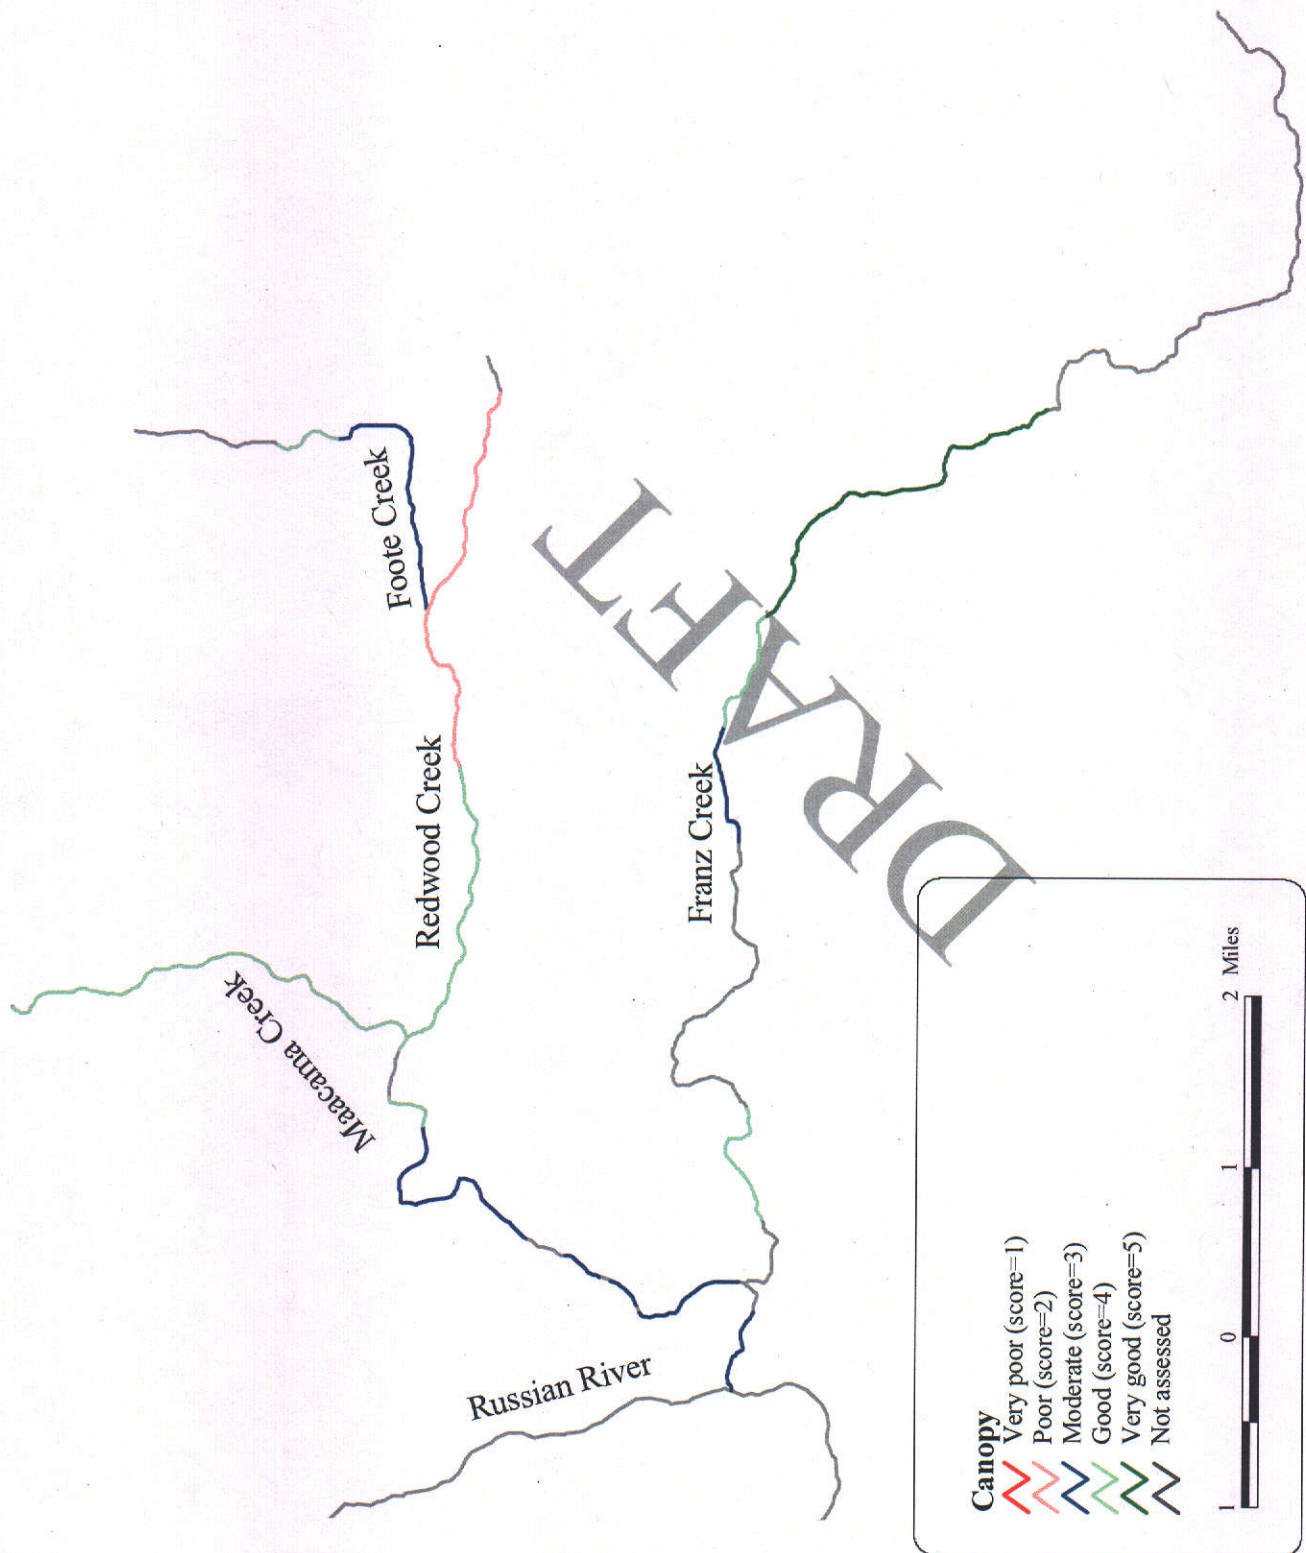 Foote Creek
Redwood Creek
Maacama Creek
Franz Creek
Russian River
DRAFT
Canopy
Very poor (score=1)
Poor (score=2)
Moderate (score=3)
Good (score=4)
Very good (score=5)
Not assessed
1 0 1 2 Miles